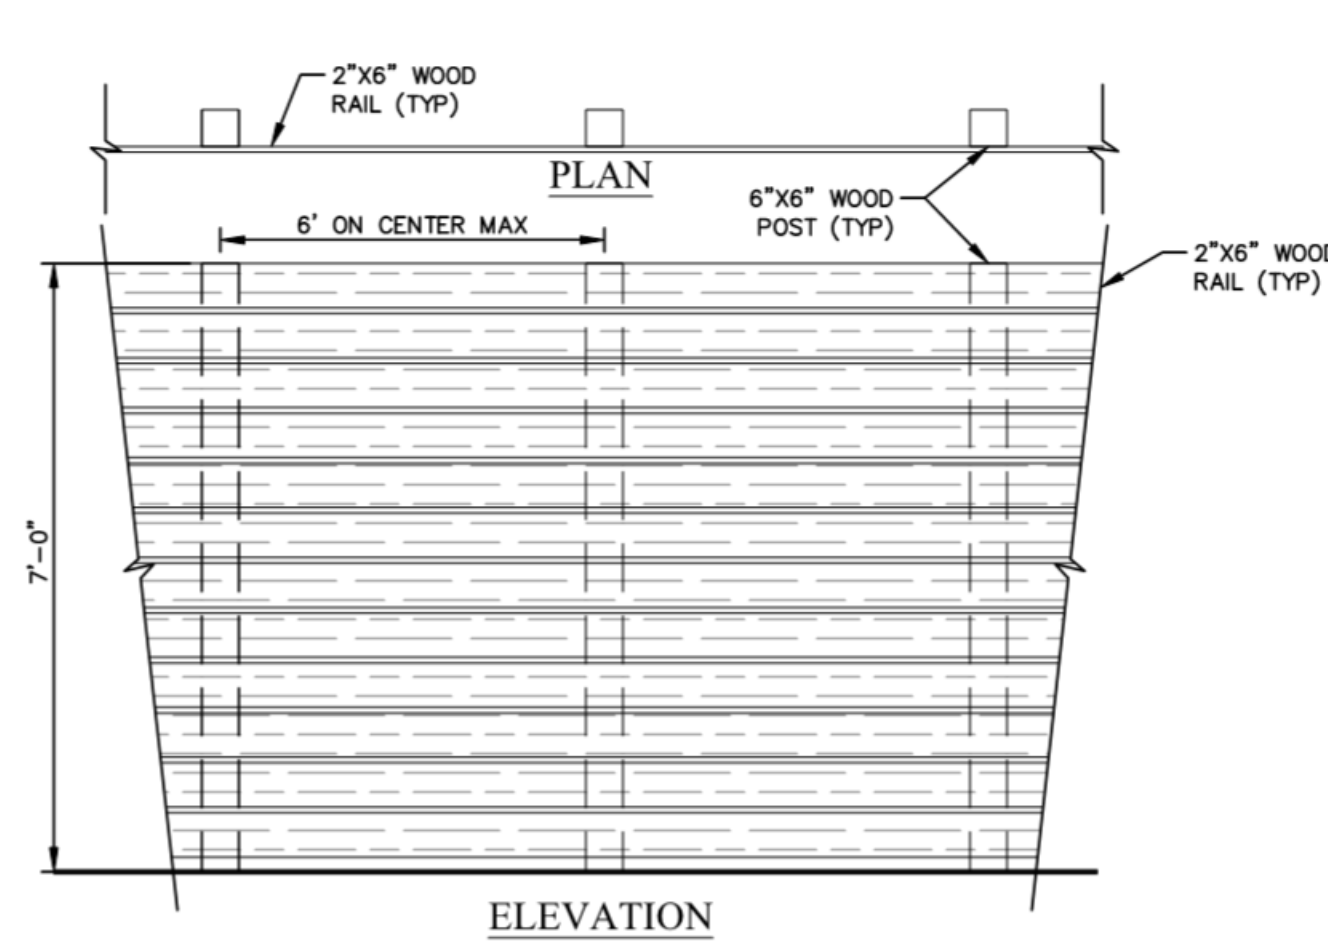 2"X6" WOOD
RAIL (TYP)
PLAN
6"X6" WOOD
POST (TYP)
6' ON CENTER MAX
2"X6" WOOD
RAIL (TYP)
7'-0"
ELEVATION